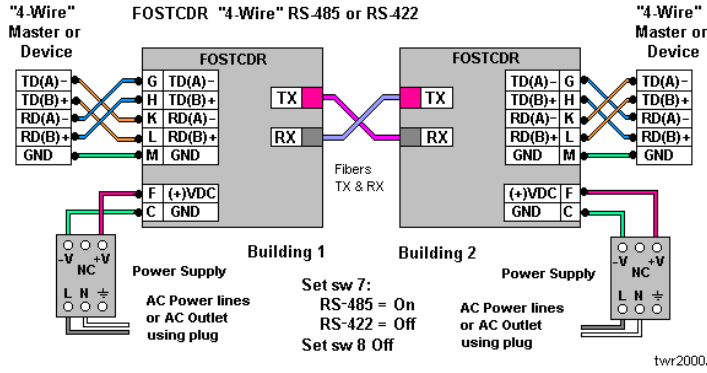 FOSTCDR "4-Wire" RS-485 or RS-422
"4-Wire"
Master or
Device
TD(A)-
TD(B)+
RD(A)-
RD(B)+
GND
FOSTCDR
G TD(A)-
H TD(B)+
K RD(A)-
L RD(B)+
M GND
F (+)VDC
C GND
TX
RX
Fibers
TX & RX
FOSTCDR
TX
RX
TD(A)- G
TD(B)+ H
RD(A)- K
RD(B)+ L
GND M
(+)VDC F
GND C
"4-Wire"
Master or
Device
TD(A)-
TD(B)+
RD(A)-
RD(B)+
GND
Building 1
Building 2
-V +V
NC
L N
Power Supply
AC Power lines
or AC Outlet
using plug
Set sw 7:
RS-485 = On
RS-422 = Off
Set sw 8 Off
Power Supply
AC Power lines
or AC Outlet
using plug
-V +V
NC
L N
twr2000.